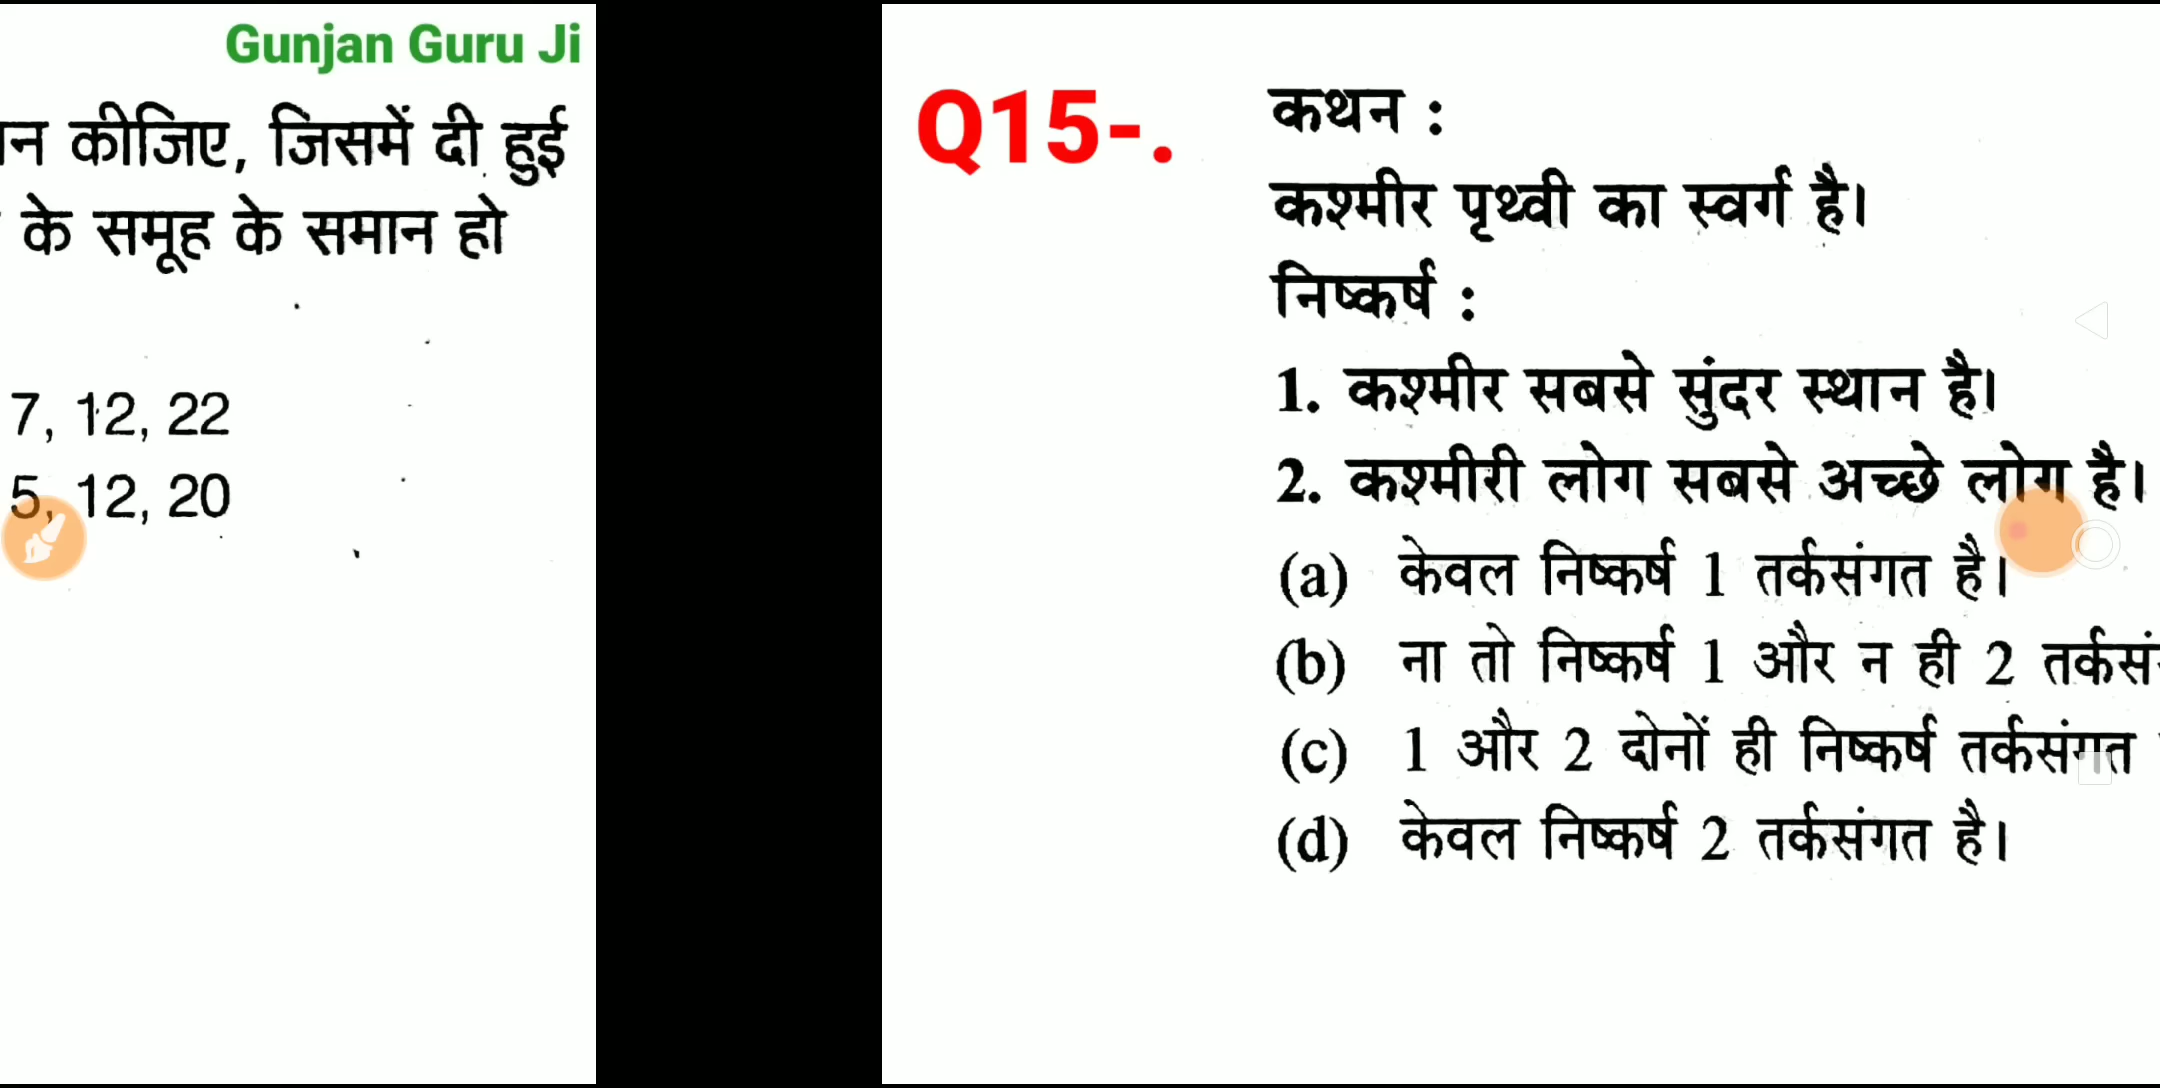 Gunjan Guru Ji
कीजिए, जिसमें दी हुई
के समूह के समान हो
7, 12, 22
5, 12, 20
Q15-.
कथन :
कश्मीर पृथ्वी का स्वर्ग है।
निष्कर्ष :
1. कश्मीर सबसे सुंदर स्थान है।
2. कश्मीरी लोग सबसे अच्छे लोग है।
(a) केवल निष्कर्ष 1 तर्कसंगत है।
(b) ना तो निष्कर्ष 1 और न ही 2
(c) 1 और 2 दोनों ही निष्कर्ष तर्कसंगत
(d) केवल निष्कर्ष 2 तर्कसंगत है।